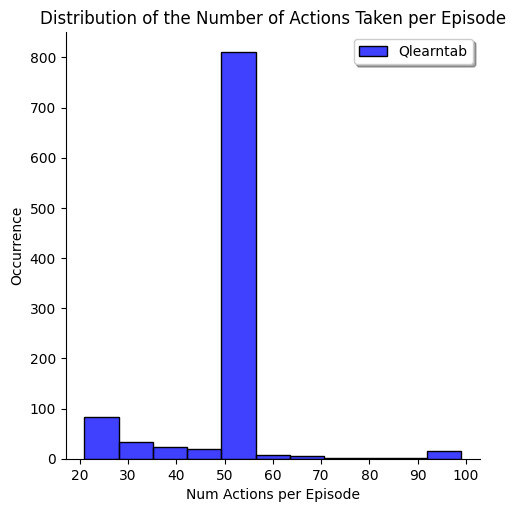 Distribution of the Number of Actions Taken per Episode
Qlearntab
800
700
600
500
400
300
200
100
0
Occurrence
20 30 40 50 60 70 80 90 100
Num Actions per Episode